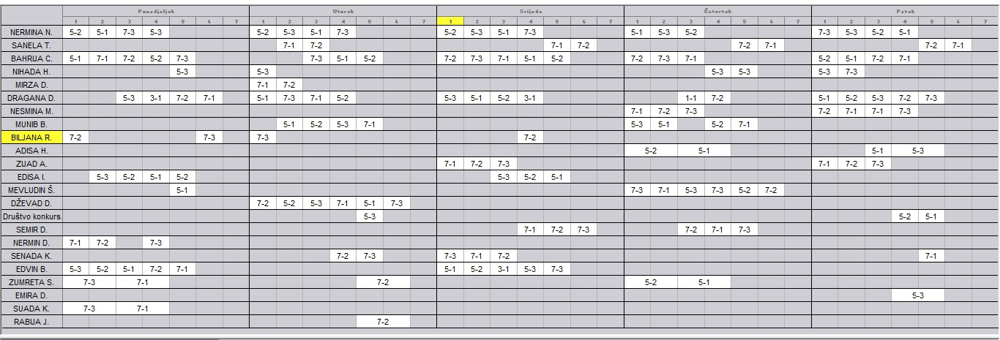 Ponedjeljak Utorak Srijeda Četvrtak Petak
1 2 3 4 5 6 7 1 2 3 4 5 6 7 1 2 3 4 5 6 7 1 2 3 4 5 6 7 1 2 3 4 5 6 7
NERMINA N. 5-2 5-1 7-3 5-3 5-2 5-3 5-1 7-3 5-2 5-3 5-1 7-3 5-1 5-3 5-2 7-3 5-3 5-2 5-1
SANELA T. 7-1 7-2 7-1 7-2 7-2 7-1 7-2 7-1
BAHRIJA C. 5-1 7-1 7-2 5-2 7-3 7-3 5-1 5-2 7-2 7-3 7-1 5-1 5-2 7-2 7-3 7-1 5-2 5-1 7-2 7-1
NIHADA H. 5-3 5-3 5-3 5-3 5-3 7-3
MIRZA D. 7-1 7-2
DRAGANA D. 5-3 3-1 7-2 7-1 5-1 7-3 7-1 5-2 5-3 5-1 5-2 3-1 1-1 7-2 5-1 5-2 5-3 7-2 7-3
NESMINA M. 7-1 7-2 7-3 7-2 7-1 7-1 7-3
MUNIB B. 5-1 5-2 5-3 7-1 5-3 5-1 5-2 7-1
BILJANA R. 7-2 7-3 7-3 7-2
ADISA H. 5-2 5-1 5-1 5-3
ZIJAD A. 7-1 7-2 7-3 7-1 7-2 7-3
EDISA I. 5-3 5-2 5-1 5-2 5-3 5-2 5-1
MEVLUDIN Š. 5-1 7-3 7-1 5-3 7-3 5-2 7-2
DŽEVAD D. 7-2 5-2 5-3 7-1 5-1 7-3
Društvo konkurs 5-3 5-2 5-1
SEMIR D. 7-1 7-2 7-3 7-2 7-1 7-3
NERMIN D. 7-1 7-2 7-3
SENADA K. 7-2 7-3 7-3 7-1 7-2 7-1
EDVIN B. 5-3 5-2 5-1 7-2 7-1 5-1 5-2 3-1 5-3 7-3
ZUMRETA S. 7-3 7-1 7-2 5-2 5-1
EMIRA D. 5-3
SUADA K. 7-3 7-1
RABIJA J. 7-2